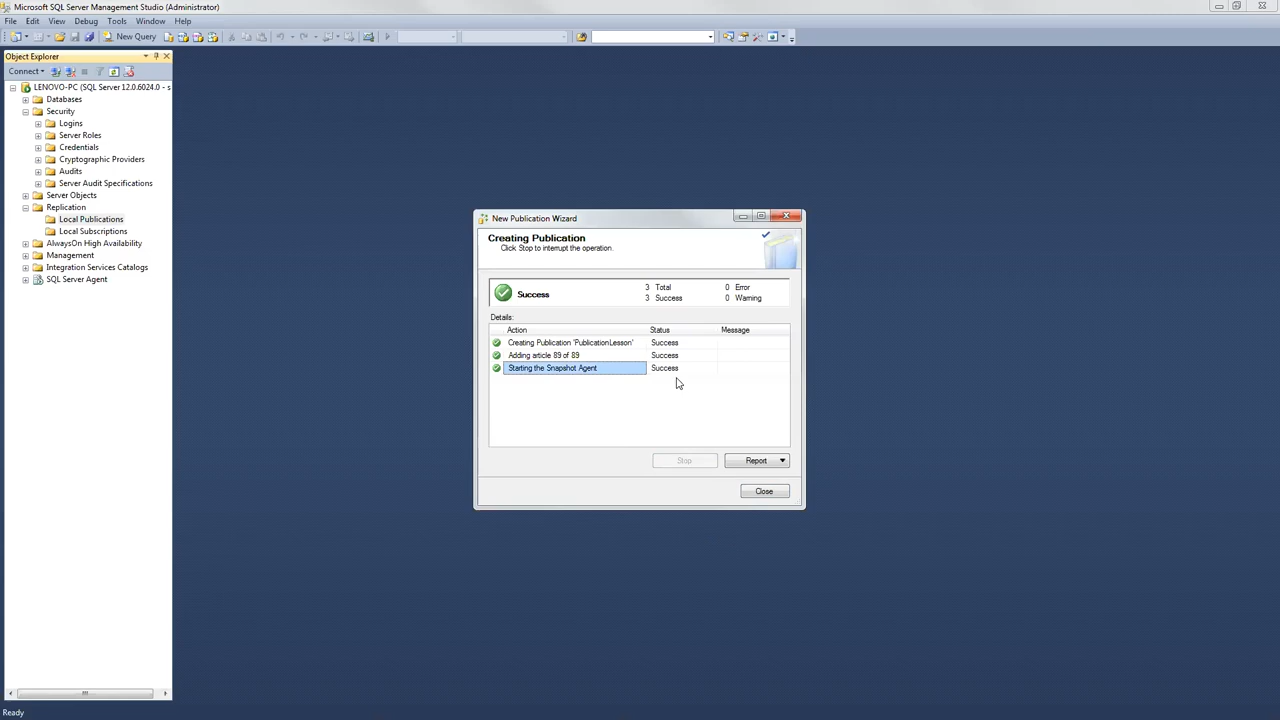 Microsoft SQL Server Management Studio (Administrator)
File Edit View Debug Tools Window Help
New Query
Object Explorer
Connect
LENOVO-PC (SQL Server 12.0.6024.0 - s
Databases
Security
Logins
Server Roles
Credentials
Cryptographic Providers
Audits
Server Audit Specifications
Server Objects
Replication
Local Publications
Local Subscriptions
AlwaysOn High Availability
Management
Integration Services Catalogs
SQL Server Agent
New Publication Wizard
Creating Publication
Click Stop to interrupt the operation.
Success
3 Total 0 Error
3 Success 0 Warning
Details:
Action Status Message
Creating Publication 'PublicationLesson' Success
Adding article 89 of 89 Success
Starting the Snapshot Agent Success
Stop Report
Close
Ready